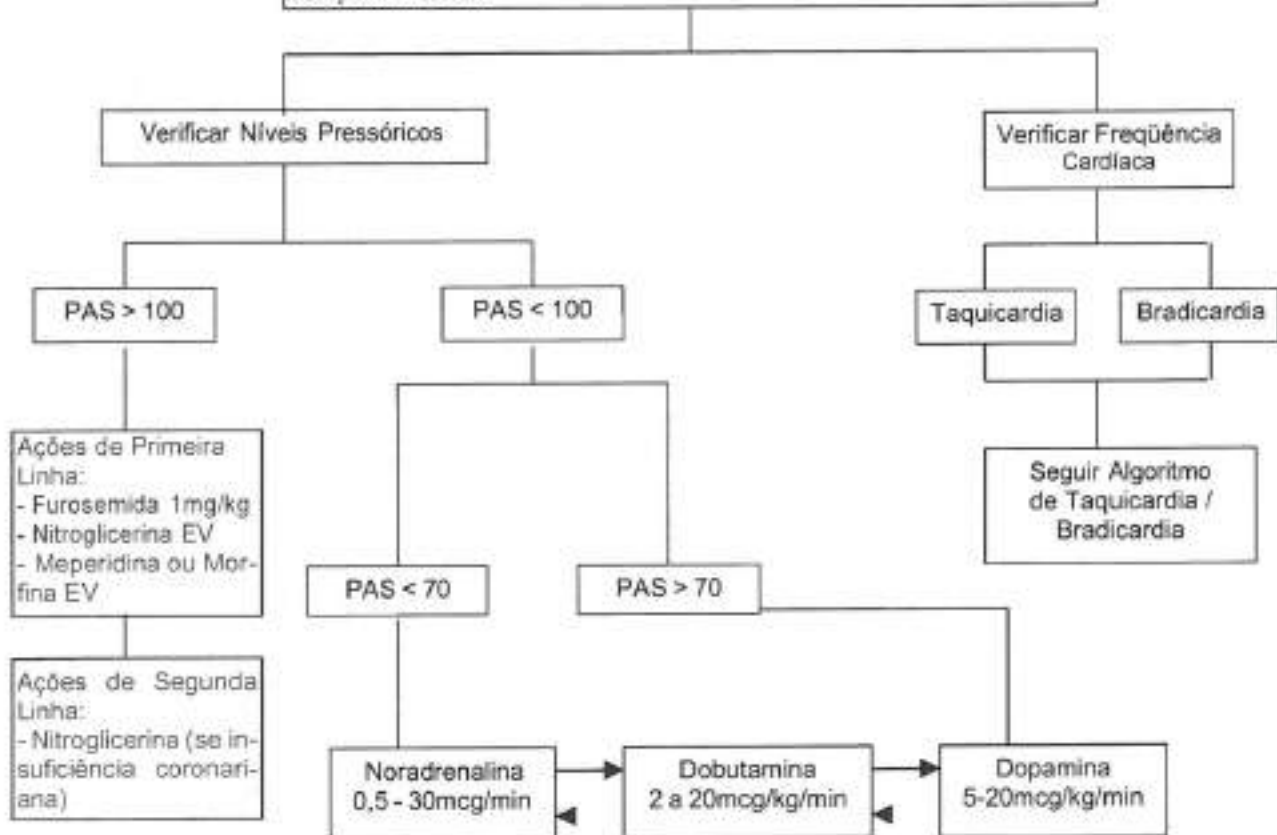 Verificar Níveis Pressóricos
Verificar Freqüência
Cardíaca
PAS > 100
PAS < 100
Taquicardia
Bradicardia
Ações de Primeira
Linha:
- Furosemida 1mg/kg
- Nitroglicerina EV
- Meperidina ou Mor-
fina EV
Seguir Algoritmo
de Taquicardia /
Bradicardia
PAS < 70
PAS > 70
Ações de Segunda
Linha:
- Nitroglicerina (se in-
suficiência coronari-
ana)
Noradrenalina
0,5 - 30mcg/min
Dobutamina
2 a 20mcg/kg/min
Dopamina
5-20mcg/kg/min